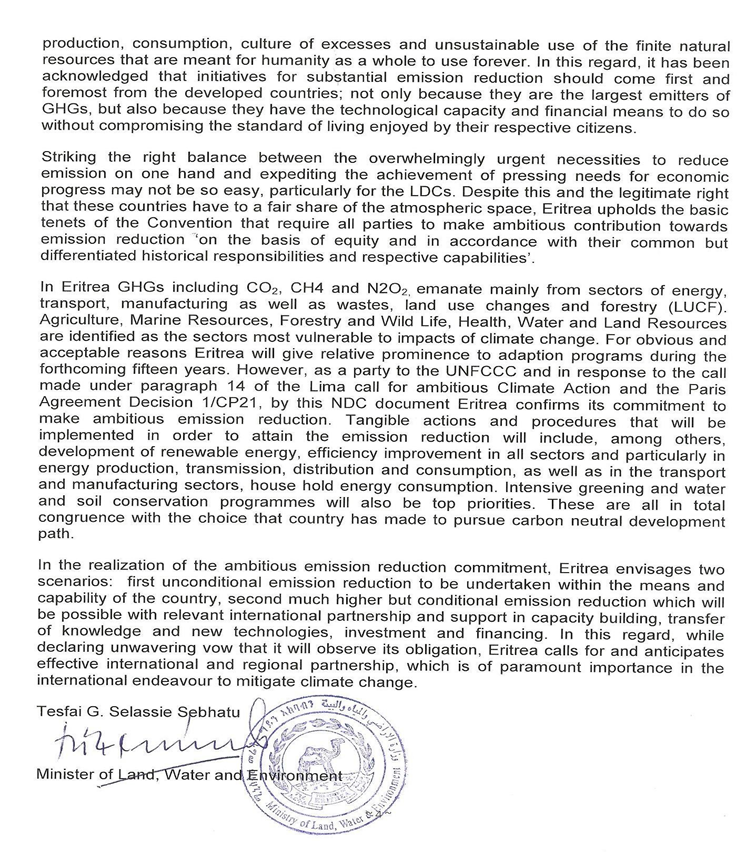 production, consumption, culture of excesses and unsustainable use of the finite natural
resources that are meant for humanity as a whole to use forever. In this regard, it has been
acknowledged that initiatives for substantial emission reduction should come first and
foremost from the developed countries; not only because they are the largest emitters of
GHGs, but also because they have the technological capacity and financial means to do so
without compromising the standard of living enjoyed by their respective citizens.
Striking the right balance between the overwhelmingly urgent necessities to reduce
emission on one hand and expediting the achievement of pressing needs for economic
progress may not be so easy, particularly for the LDCs. Despite this and the legitimate right
that these countries have to a fair share of the atmospheric space, Eritrea upholds the basic
tenets of the Convention that require all parties to make ambitious contribution towards
emission reduction ‘on the basis of equity and in accordance with their common but
differentiated historical responsibilities and respective capabilities’.
In Eritrea GHGs including CO₂, CH4 and N2O₂, emanate mainly from sectors of energy,
transport, manufacturing as well as wastes, land use changes and forestry (LUCF).
Agriculture, Marine Resources, Forestry and Wild Life, Health, Water and Land Resources
are identified as the sectors most vulnerable to impacts of climate change. For obvious and
acceptable reasons Eritrea will give relative prominence to adaption programs during the
forthcoming fifteen years. However, as a party to the UNFCCC and in response to the call
made under paragraph 14 of the Lima call for ambitious Climate Action and the Paris
Agreement Decision 1/CP21, by this NDC document Eritrea confirms its commitment to
make ambitious emission reduction. Tangible actions and procedures that will be
implemented in order to attain the emission reduction will include, among others,
development of renewable energy, efficiency improvement in all sectors and particularly in
energy production, transmission, distribution and consumption, as well as in the transport
and manufacturing sectors, house hold energy consumption. Intensive greening and water
and soil conservation programmes will also be top priorities. These are all in total
congruence with the choice that country has made to pursue carbon neutral development
path.
In the realization of the ambitious emission reduction commitment, Eritrea envisages two
scenarios: first unconditional emission reduction to be undertaken within the means and
capability of the country, second much higher but conditional emission reduction which will
be possible with relevant international partnership and support in capacity building, transfer
of knowledge and new technologies, investment and financing. In this regard, while
declaring unwavering vow that it will observe its obligation, Eritrea calls for and anticipates
effective international and regional partnership, which is of paramount importance in the
international endeavour to mitigate climate change.
Tesfai G. Selassie Sebhatu
Minister of Land, Water and Environment
وزارة الاراضي والمياه والبيئة
Ministry of Land, Water & Environment